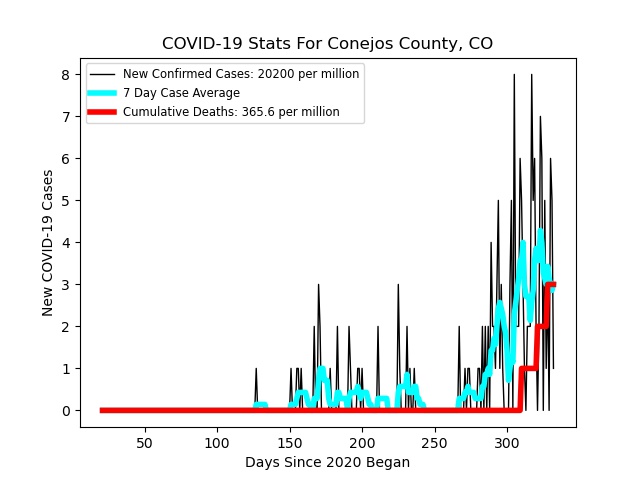 COVID-19 Stats For Conejos County, CO
New Confirmed Cases: 20200 per million
7 Day Case Average
Cumulative Deaths: 365.6 per million
New COVID-19 Cases
8
7
6
5
4
3
2
1
0
50 100 150 200 250 300
Days Since 2020 Began